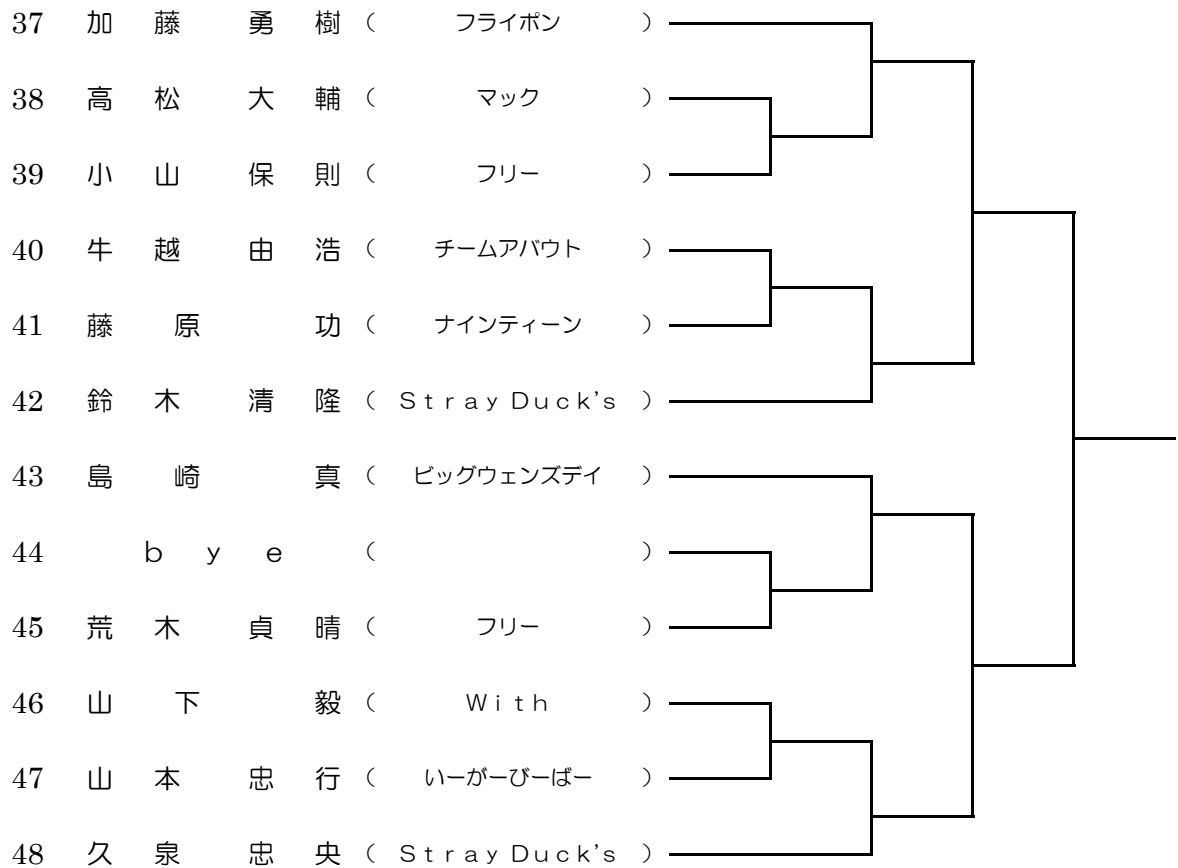 37 加藤 勇樹 ( フライポン )
38 高松 大輔 ( マック )
39 小山 保則 ( フリー )
40 牛越 由浩 ( チームアバウト )
41 藤原 功 ( ナインティーン )
42 鈴木 清隆 ( Stray Duck's )
43 島崎 真 ( ビッグウェンズデイ )
44 bye ( )
45 荒木 貞晴 ( フリー )
46 山下 毅 ( With )
47 山本 忠行 ( いーがーびーばー )
48 久泉 忠央 ( Stray Duck's )